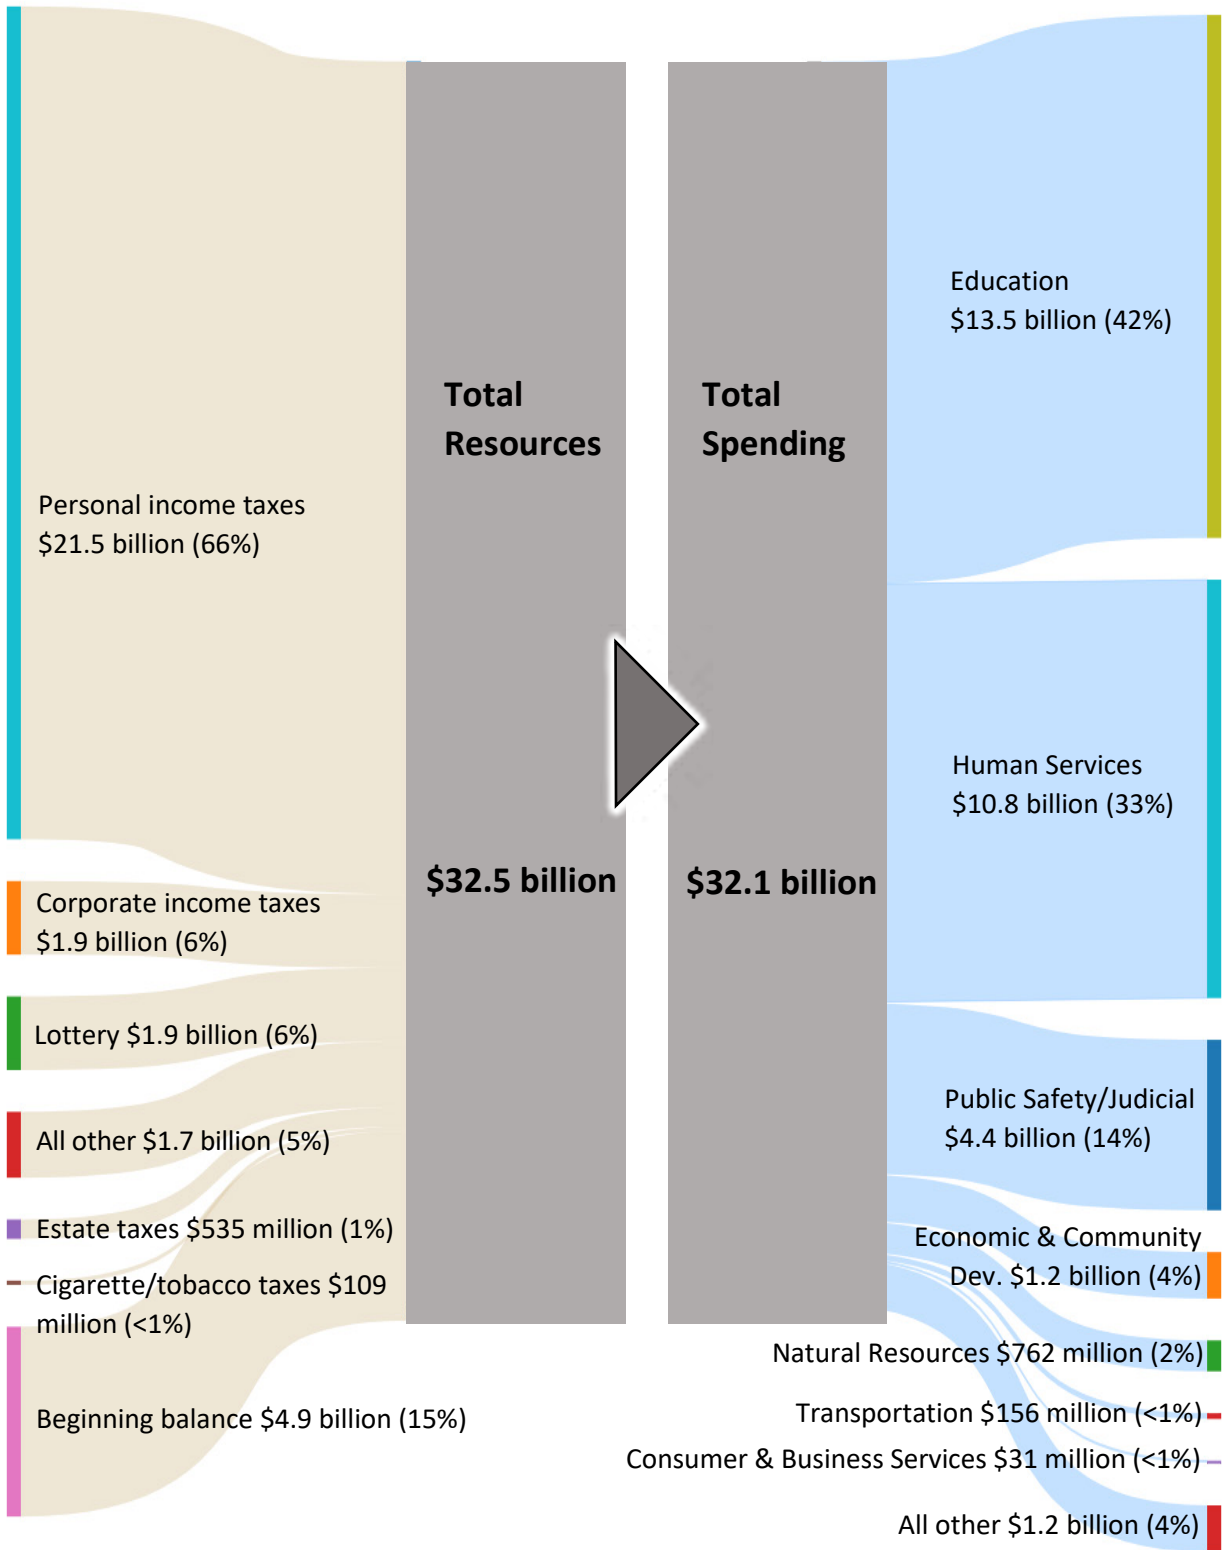 Personal income taxes
$21.5 billion (66%)
Corporate income taxes
$1.9 billion (6%)
Lottery $1.9 billion (6%)
All other $1.7 billion (5%)
Estate taxes $535 million (1%)
Cigarette/tobacco taxes $109
million (<1%)
Beginning balance $4.9 billion (15%)
Total
Resources
$32.5 billion
Total
Spending
$32.1 billion
Education
$13.5 billion (42%)
Human Services
$10.8 billion (33%)
Public Safety/Judicial
$4.4 billion (14%)
Economic & Community
Dev. $1.2 billion (4%)
Natural Resources $762 million (2%)
Transportation $156 million (<1%)
Consumer & Business Services $31 million (<1%)
All other $1.2 billion (4%)